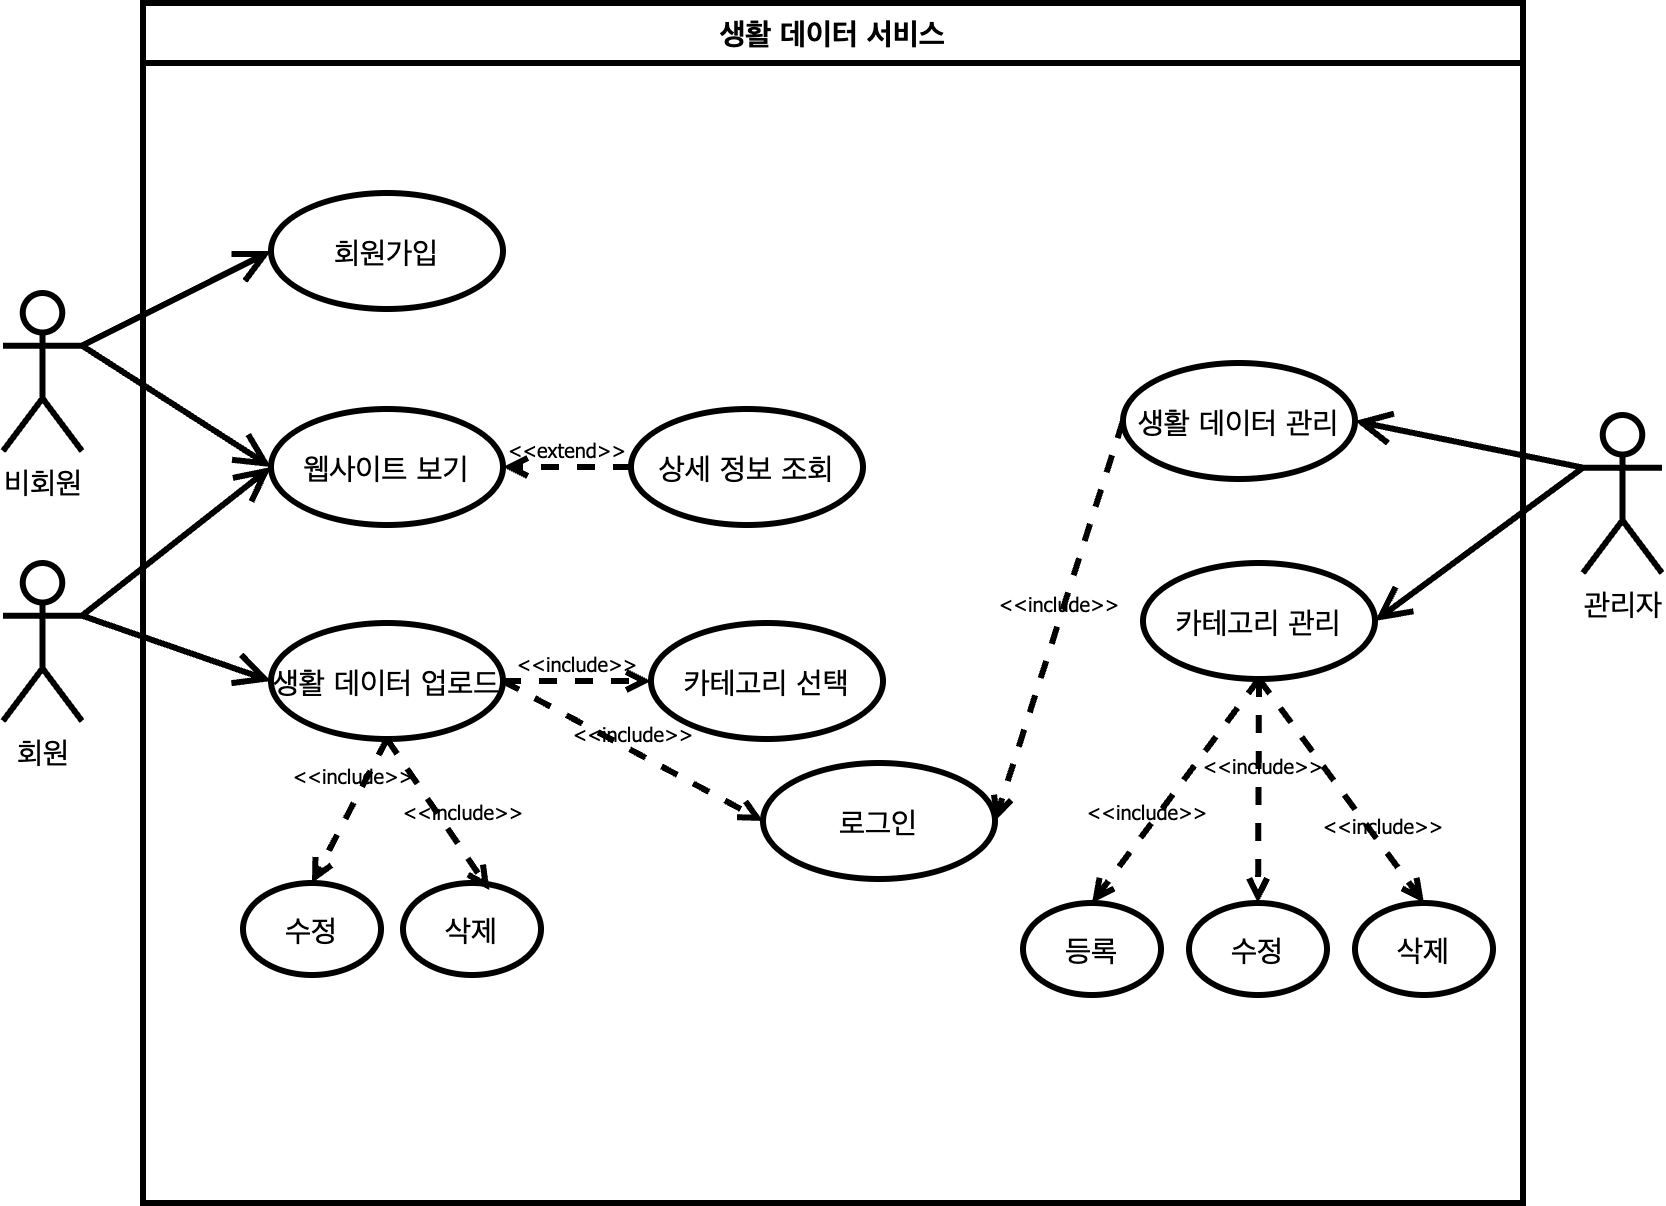 생활 데이터 서비스
회원가입
비회원
웹사이트 보기
<<extend>>
상세 정보 조회
생활 데이터 관리
관리자
<<include>>
카테고리 관리
회원
생활 데이터 업로드
<<include>>
카테고리 선택
<<include>>
로그인
<<include>>
<<include>>
수정
삭제
<<include>>
<<include>>
<<include>>
등록
수정
삭제